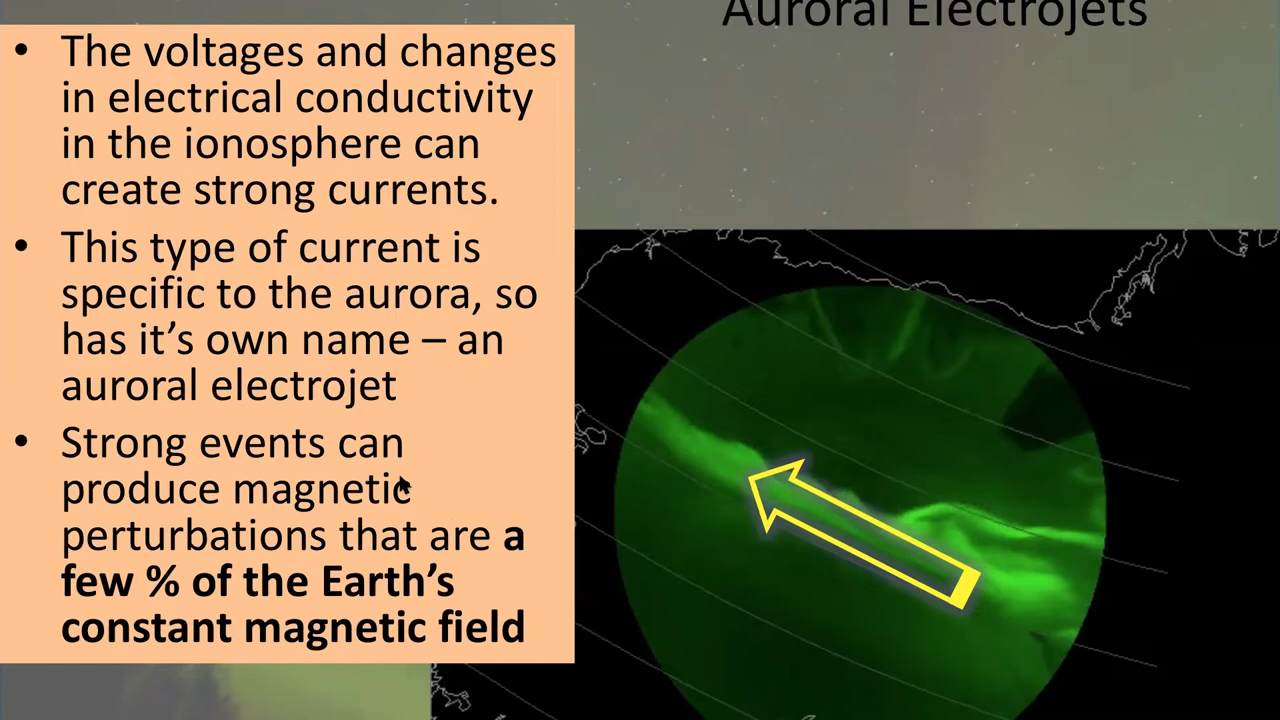 Auroral Electrojets
• The voltages and changes
in electrical conductivity
in the ionosphere can
create strong currents.
• This type of current is
specific to the aurora, so
has it’s own name – an
auroral electrojet
• Strong events can
produce magnetic
perturbations that are a
few % of the Earth’s
constant magnetic field